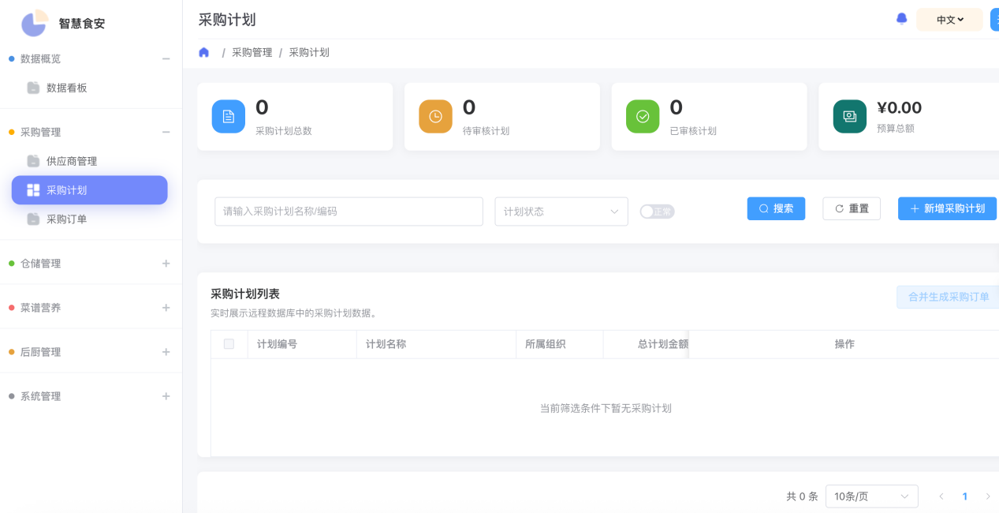 智慧食安
数据概览
数据看板
采购管理
供应商管理
采购计划
采购订单
仓储管理
菜谱营养
后厨管理
系统管理
采购计划
中文
/ 采购管理 / 采购计划
0
采购计划总数
0
待审核计划
0
已审核计划
¥0.00
预算总额
请输入采购计划名称/编码
计划状态
正常
搜索
重置
新增采购计划
采购计划列表
实时展示远程数据库中的采购计划数据。
合并生成采购订单
计划编号 计划名称 所属组织 总计划金额 操作
当前筛选条件下暂无采购计划
共 0 条 10条/页 1